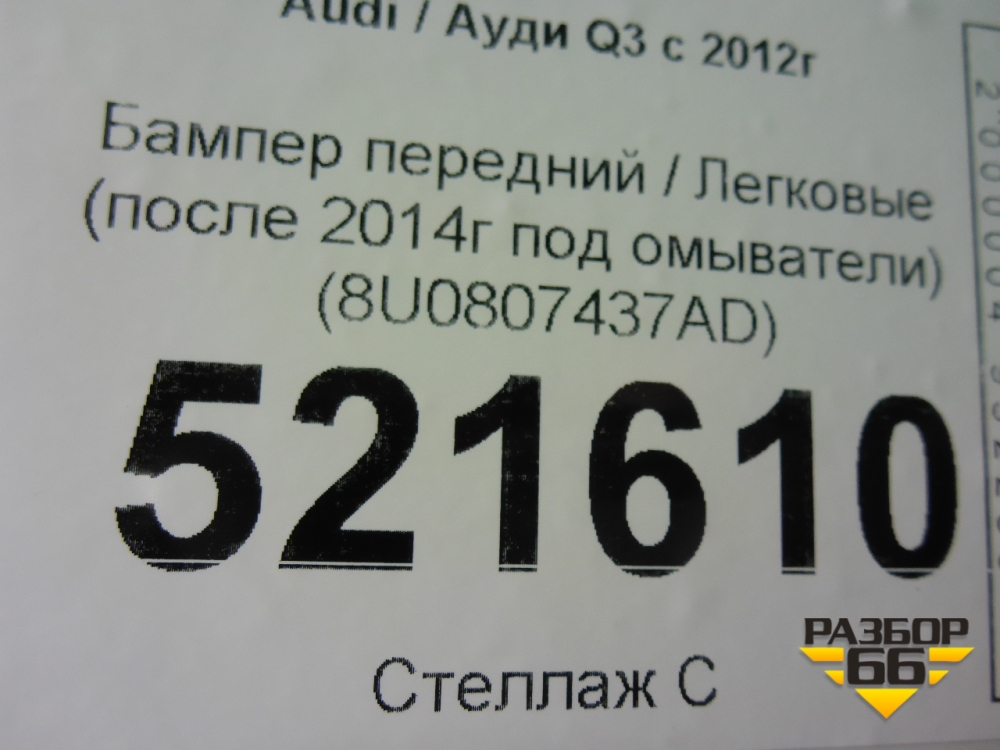 Audi / Ауди Q3 с 2012г
Бампер передний / Легковые
(после 2014г под омыватели)
(8U0807437AD)
521610
Стеллаж С
РАЗБОР
66